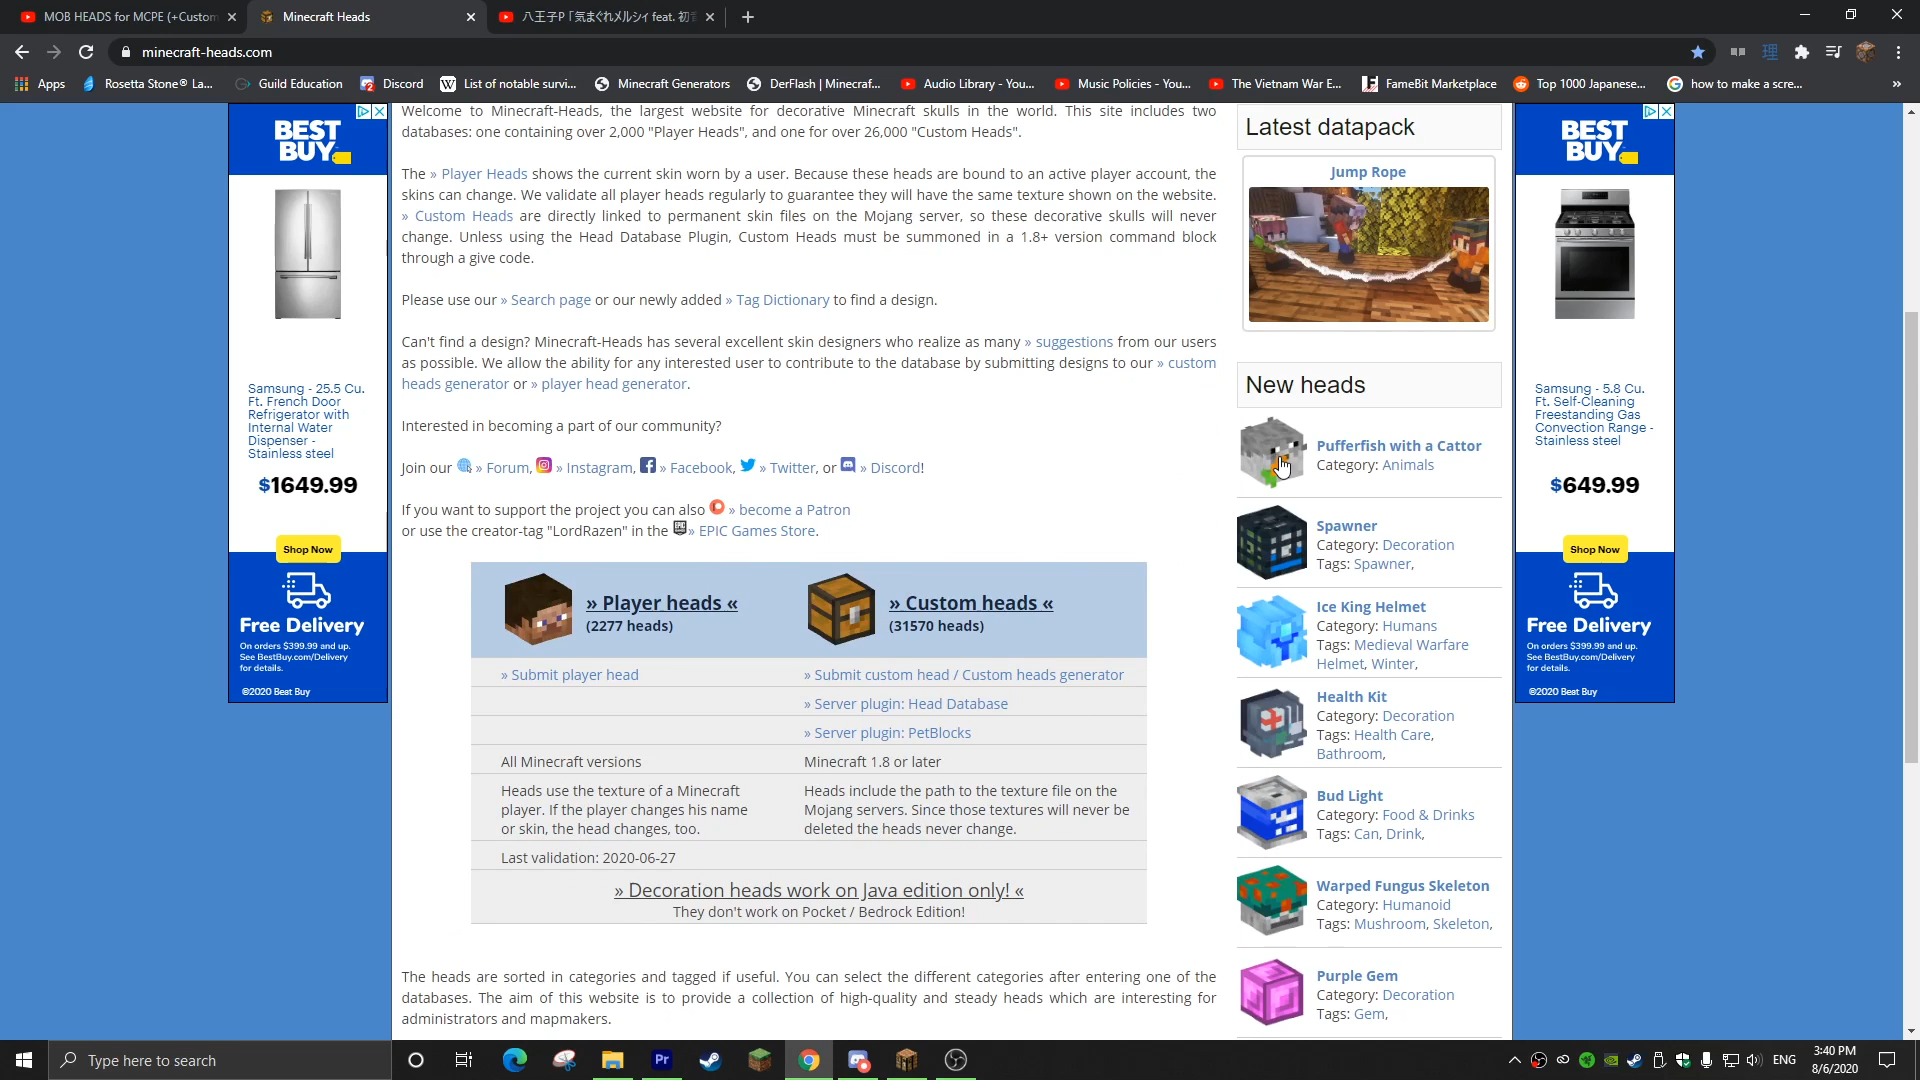 MOB HEADS for MCPE (+Custom
Minecraft Heads
八王子P「気まぐれメルシィ feat. 初音
minecraft-heads.com
Apps
Rosetta Stone® La...
Guild Education
Discord
W List of notable survi...
Minecraft Generators
DerFlash | Minecraf...
Audio Library - You...
Music Policies - You...
The Vietnam War E...
FameBit Marketplace
Top 1000 Japanese...
how to make a scre...
»
BEST BUY
Samsung - 25.5 Cu.
Ft. French Door
Refrigerator with
Internal Water
Dispenser -
Stainless steel
$1649.99
Shop Now
Free Delivery
On orders $399.99 and up.
See BestBuy.com/Delivery
for details.
©2020 Best Buy
Welcome to Minecraft-Heads, the largest website for decorative Minecraft skulls in the world. This site includes two
databases: one containing over 2,000 "Player Heads", and one for over 26,000 "Custom Heads".
The » Player Heads shows the current skin worn by a user. Because these heads are bound to an active player account, the
skins can change. We validate all player heads regularly to guarantee they will have the same texture shown on the website.
» Custom Heads are directly linked to permanent skin files on the Mojang server, so these decorative skulls will never
change. Unless using the Head Database Plugin, Custom Heads must be summoned in a 1.8+ version command block
through a give code.
Please use our » Search page or our newly added » Tag Dictionary to find a design.
Can't find a design? Minecraft-Heads has several excellent skin designers who realize as many » suggestions from our users
as possible. We allow the ability for any interested user to contribute to the database by submitting designs to our » custom
heads generator or » player head generator.
Interested in becoming a part of our community?
Join our » Forum, » Instagram, » Facebook, » Twitter, or » Discord!
If you want to support the project you can also » become a Patron
or use the creator-tag "LordRazen" in the » EPIC Games Store.
» Player heads «
(2277 heads)
» Custom heads «
(31570 heads)
» Submit player head
» Submit custom head / Custom heads generator
» Server plugin: Head Database
» Server plugin: PetBlocks
All Minecraft versions
Minecraft 1.8 or later
Heads use the texture of a Minecraft
player. If the player changes his name
or skin, the head changes, too.
Heads include the path to the texture file on the
Mojang servers. Since those textures will never be
deleted the heads never change.
Last validation: 2020-06-27
» Decoration heads work on Java edition only! «
They don't work on Pocket / Bedrock Edition!
The heads are sorted in categories and tagged if useful. You can select the different categories after entering one of the
databases. The aim of this website is to provide a collection of high-quality and steady heads which are interesting for
administrators and mapmakers.
Latest datapack
Jump Rope
New heads
Pufferfish with a Cattor
Category: Animals
Spawner
Category: Decoration
Tags: Spawner,
Ice King Helmet
Category: Humans
Tags: Medieval Warfare
Helmet, Winter,
Health Kit
Category: Decoration
Tags: Health Care,
Bathroom,
Bud Light
Category: Food & Drinks
Tags: Can, Drink,
Warped Fungus Skeleton
Category: Humanoid
Tags: Mushroom, Skeleton,
Purple Gem
Category: Decoration
Tags: Gem,
BEST BUY
Samsung - 5.8 Cu.
Ft. Self-Cleaning
Freestanding Gas
Convection Range -
Stainless steel
$649.99
Shop Now
Free Delivery
On orders $399.99 and up.
See BestBuy.com/Delivery
for details.
©2020 Best Buy
Type here to search
Pr
ENG
3:40 PM
8/6/2020